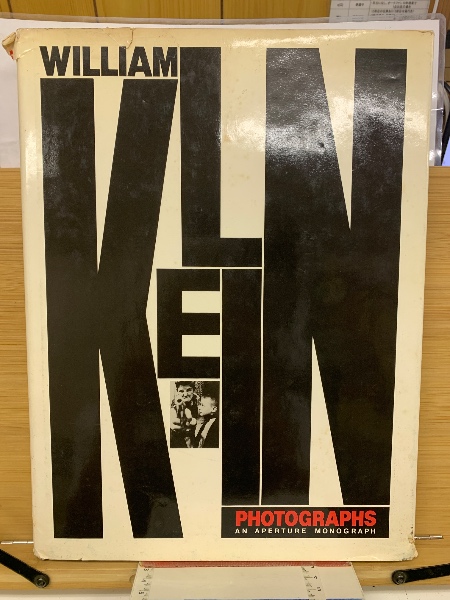 WILLIAM
KLEIN
PHOTOGRAPHS
AN APERTURE MONOGRAPH